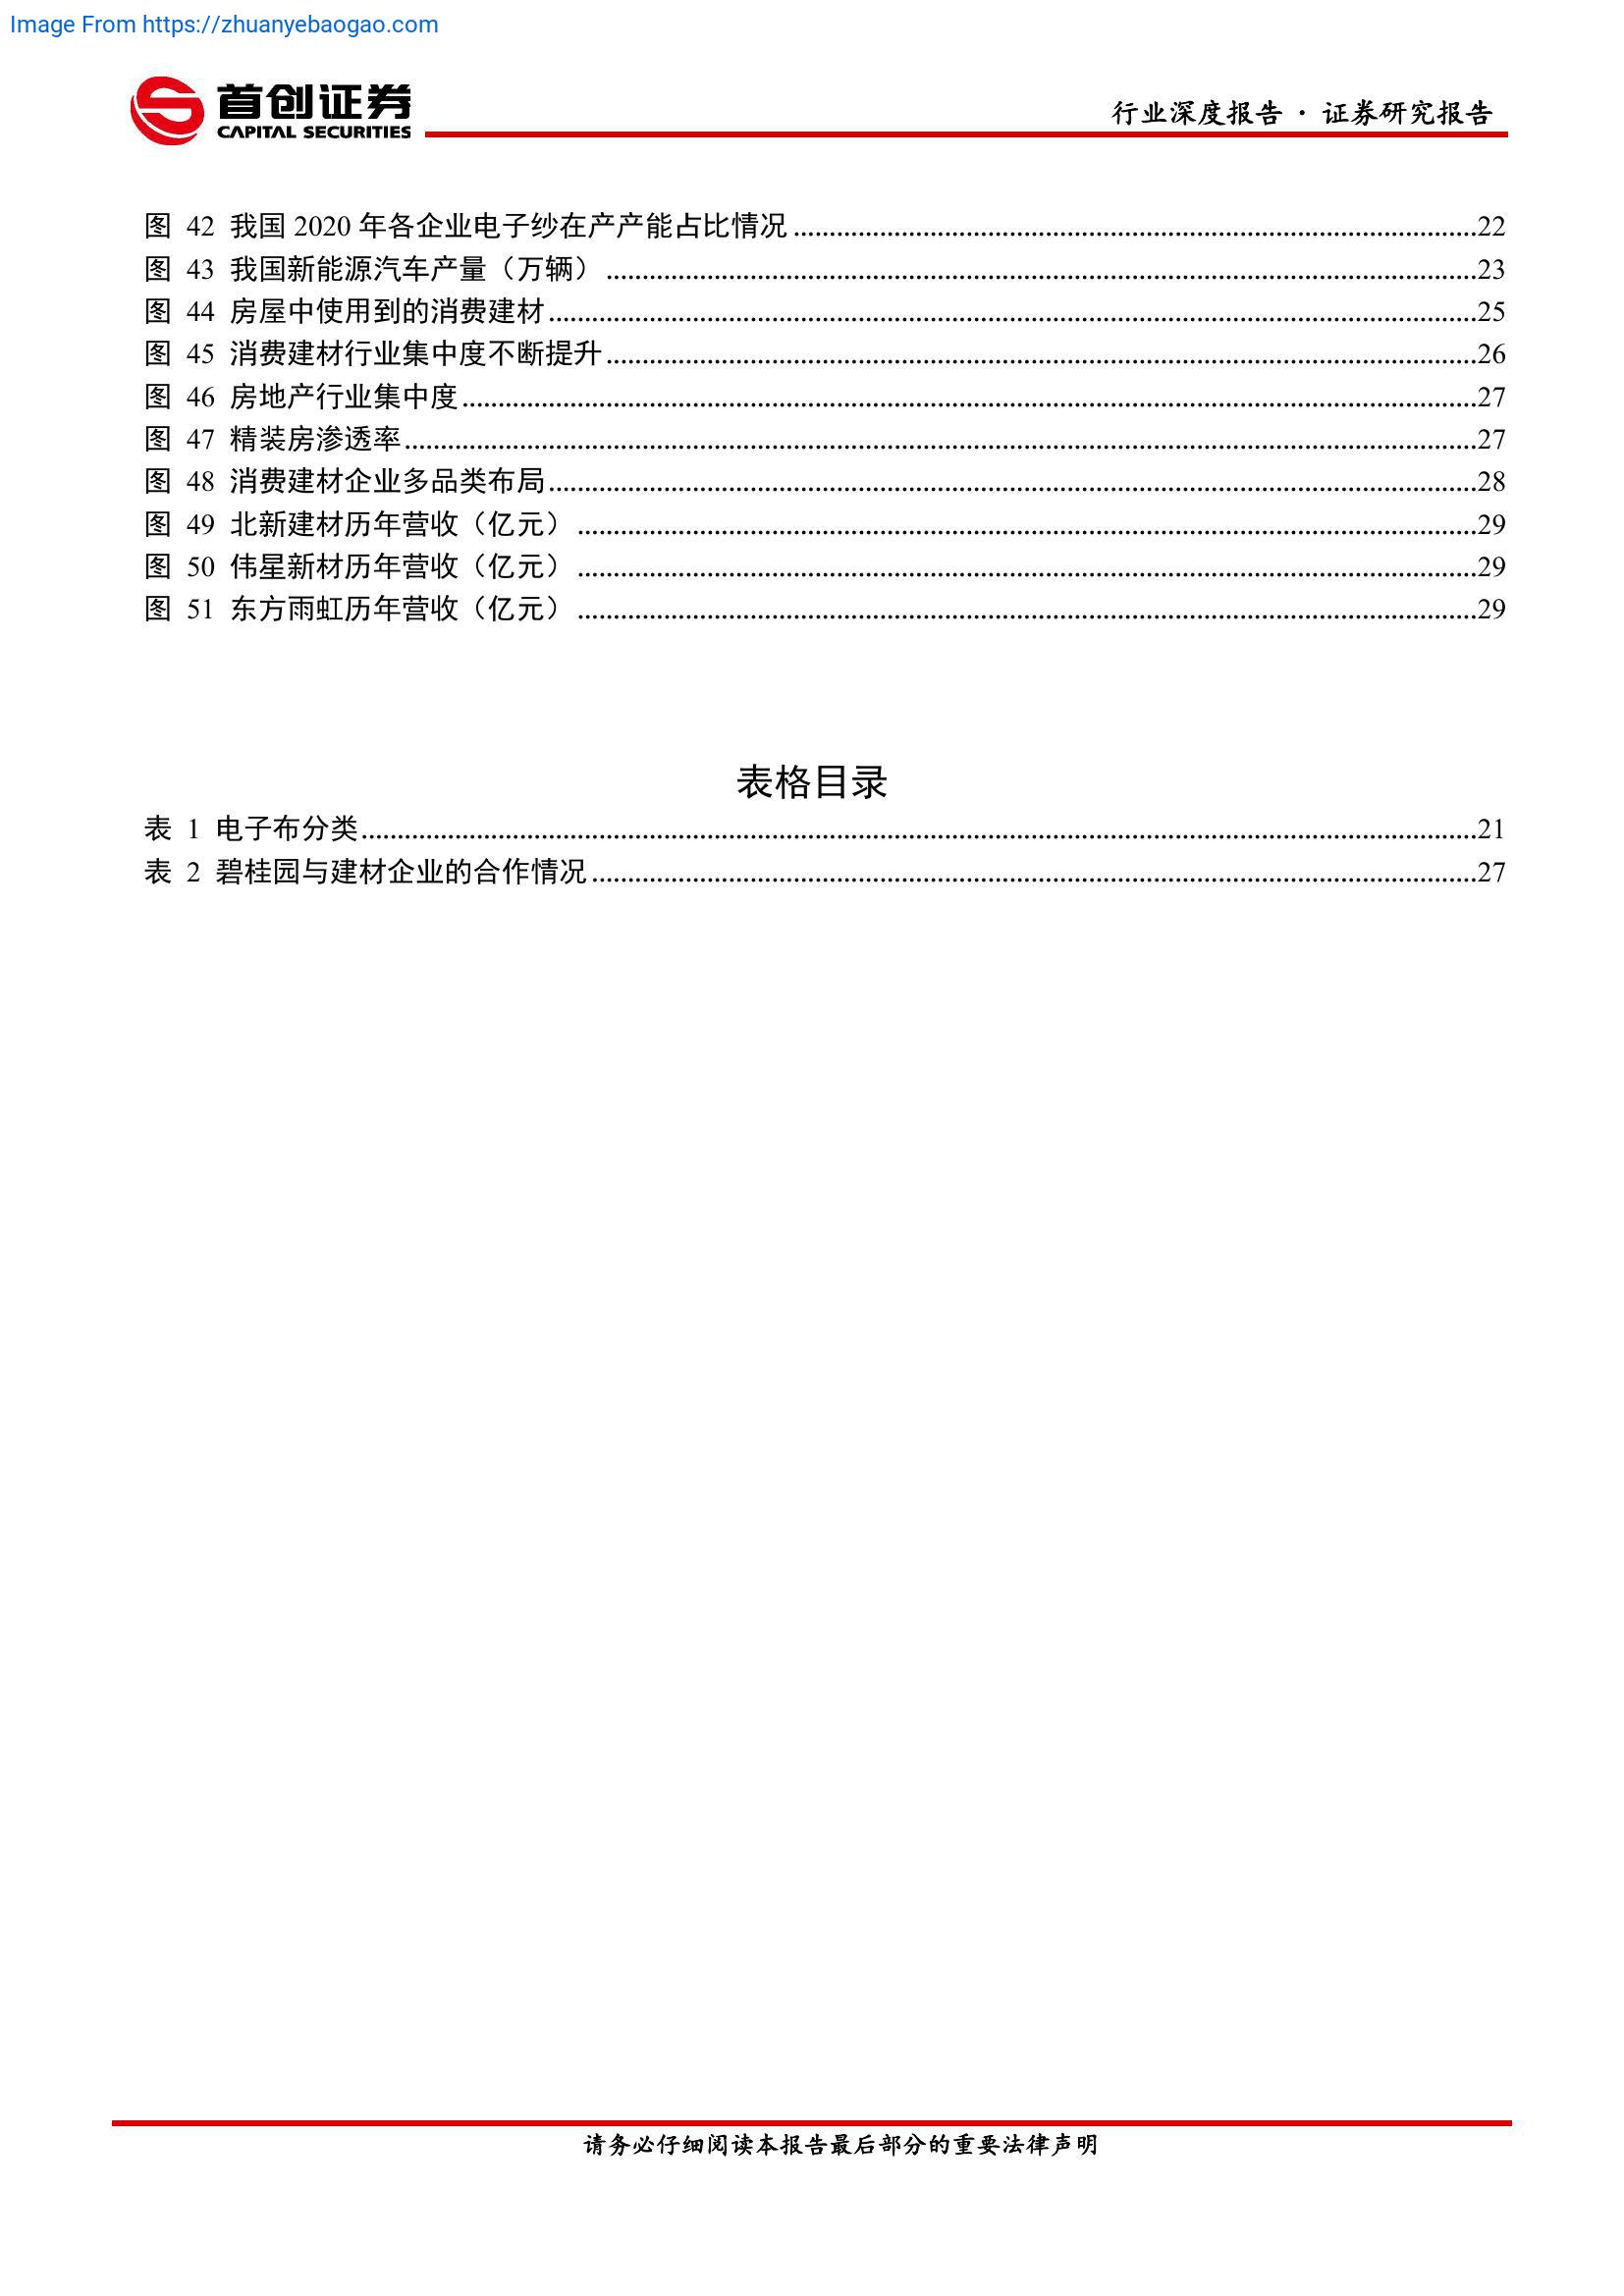 Image From https://zhuanyebaogao.com
首创证券
CAPITAL SECURITIES
行业深度报告 · 证券研究报告
图 42 我国 2020 年各企业电子纱在产产能占比情况 ........ 22
图 43 我国新能源汽车产量（万辆） ........ 23
图 44 房屋中使用到的消费建材 ........ 25
图 45 消费建材行业集中度不断提升 ........ 26
图 46 房地产行业集中度 ........ 27
图 47 精装房渗透率 ........ 27
图 48 消费建材企业多品类布局 ........ 28
图 49 北新建材历年营收（亿元） ........ 29
图 50 伟星新材历年营收（亿元） ........ 29
图 51 东方雨虹历年营收（亿元） ........ 29
表格目录
表 1 电子布分类 ........ 21
表 2 碧桂园与建材企业的合作情况 ........ 27
请务必仔细阅读本报告最后部分的重要法律声明